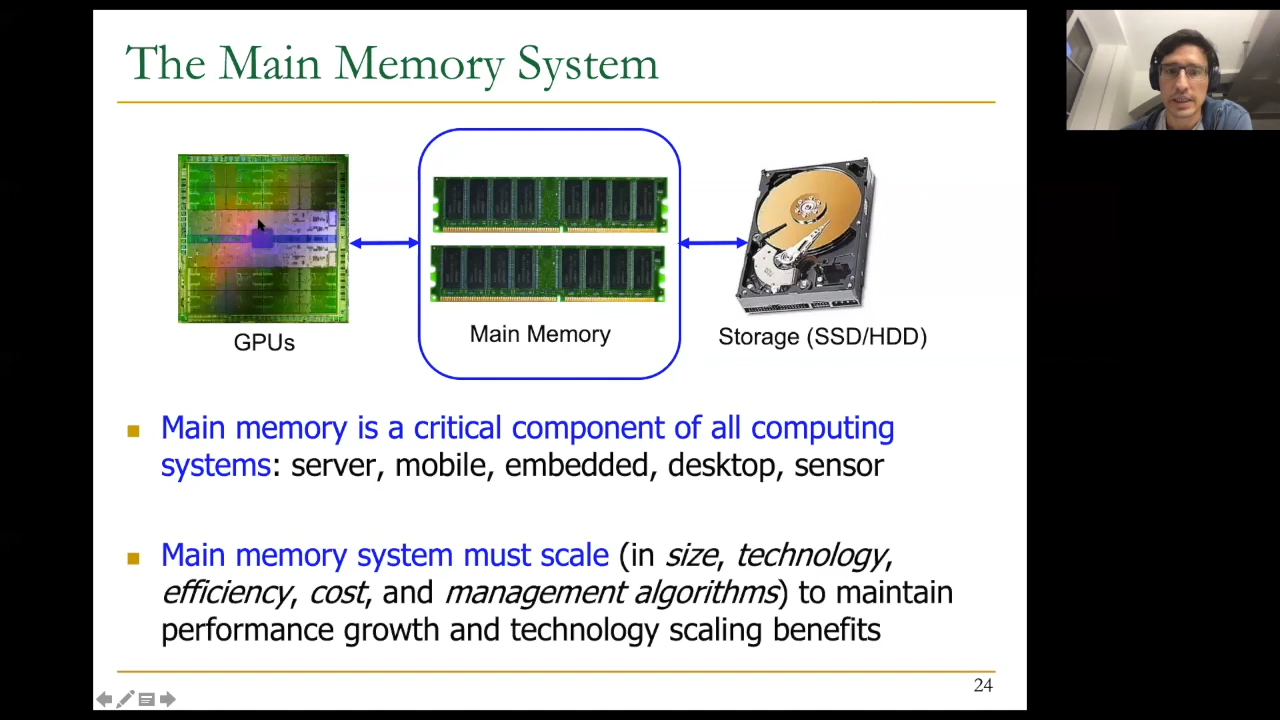 The Main Memory System
GPUs
Main Memory
Storage (SSD/HDD)
Main memory is a critical component of all computing
systems: server, mobile, embedded, desktop, sensor
Main memory system must scale (in size, technology,
efficiency, cost, and management algorithms) to maintain
performance growth and technology scaling benefits
24